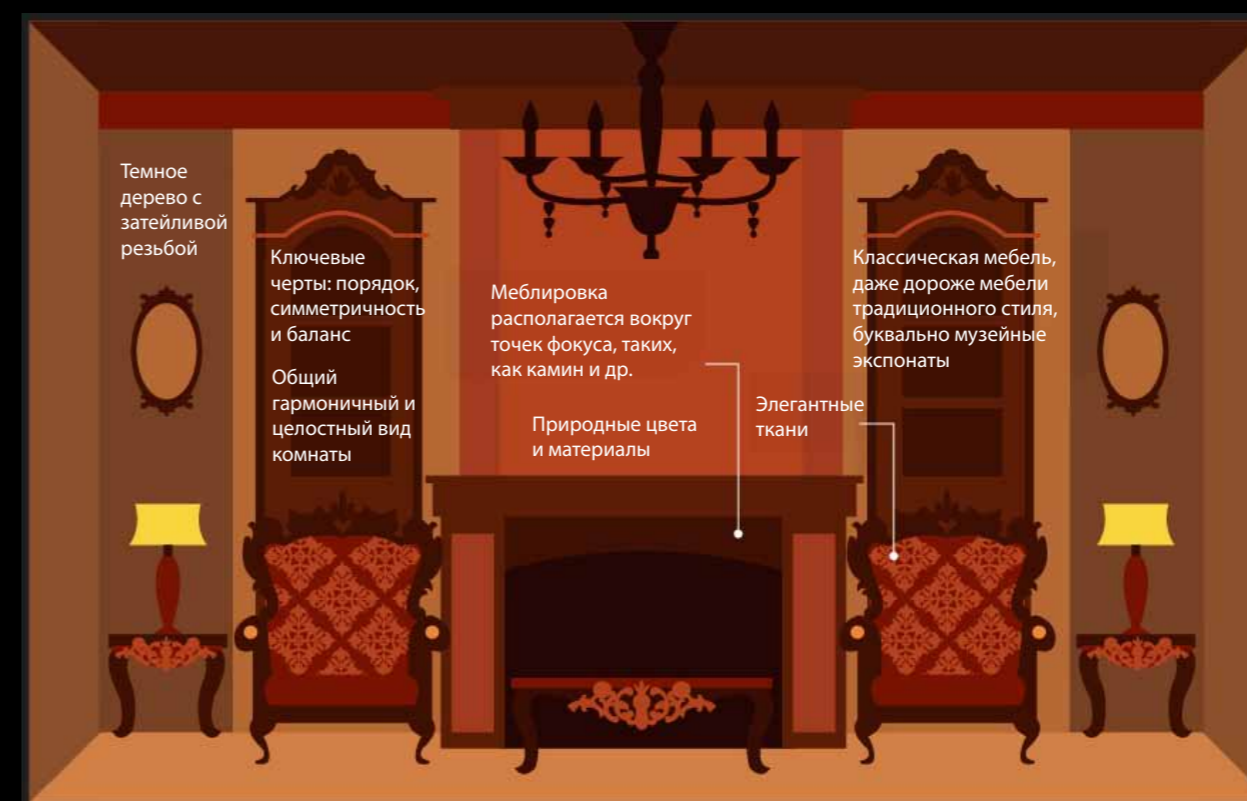 Темное
дерево с
затейливой
резьбой
Ключевые
черты: порядок,
симметричность
и баланс
Общий
гармоничный и
целостный вид
комнаты
Меблировка
располагается вокруг
точек фокуса, таких,
как камин и др.
Природные цвета
и материалы
Элегантные
ткани
Классическая мебель,
даже дороже мебели
традиционного стиля,
буквально музейные
экспонаты